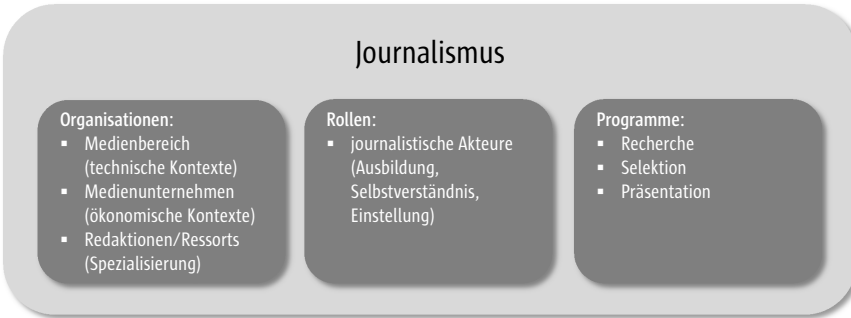 Journalismus
Organisationen:
▪ Medienbereich
(technische Kontexte)
▪ Medienunternehmen
(ökonomische Kontexte)
▪ Redaktionen/Ressorts
(Spezialisierung)
Rollen:
▪ journalistische Akteure
(Ausbildung,
Selbstverständnis,
Einstellung)
Programme:
▪ Recherche
▪ Selektion
▪ Präsentation